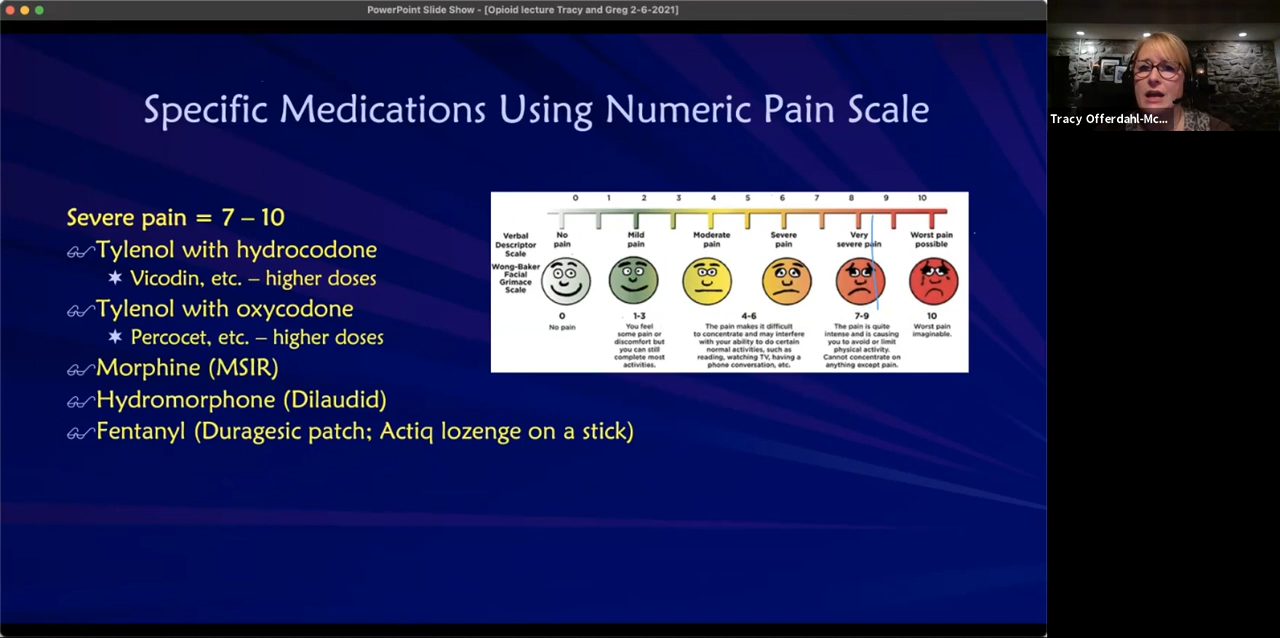 PowerPoint Slide Show - [Opioid lecture Tracy and Greg 2-6-2021]
Specific Medications Using Numeric Pain Scale
Severe pain = 7 – 10
Tylenol with hydrocodone
Vicodin, etc. – higher doses
Tylenol with oxycodone
Percocet, etc. – higher doses
Morphine (MSIR)
Hydromorphone (Dilaudid)
Fentanyl (Duragesic patch; Actiq lozenge on a stick)
0 1 2 3 4 5 6 7 8 9 10
Verbal
Descriptor
Scale
No
pain
Mild
pain
Moderate
pain
Severe
pain
Very
severe pain
Worst pain
possible
Wong-Baker
Facial
Grimace
Scale
0
No pain
1-3
You feel
some pain or
discomfort but
you can still
complete most
activities.
4-6
The pain makes it difficult
to concentrate and may interfere
with your ability to do certain
normal activities, such as
reading, watching TV, having a
phone conversation, etc.
7-9
The pain is quite
intense and is causing
you to avoid or limit
physical activity.
Cannot concentrate on
anything except pain.
10
Worst pain
imaginable.
Tracy Offerdahl-Mc...